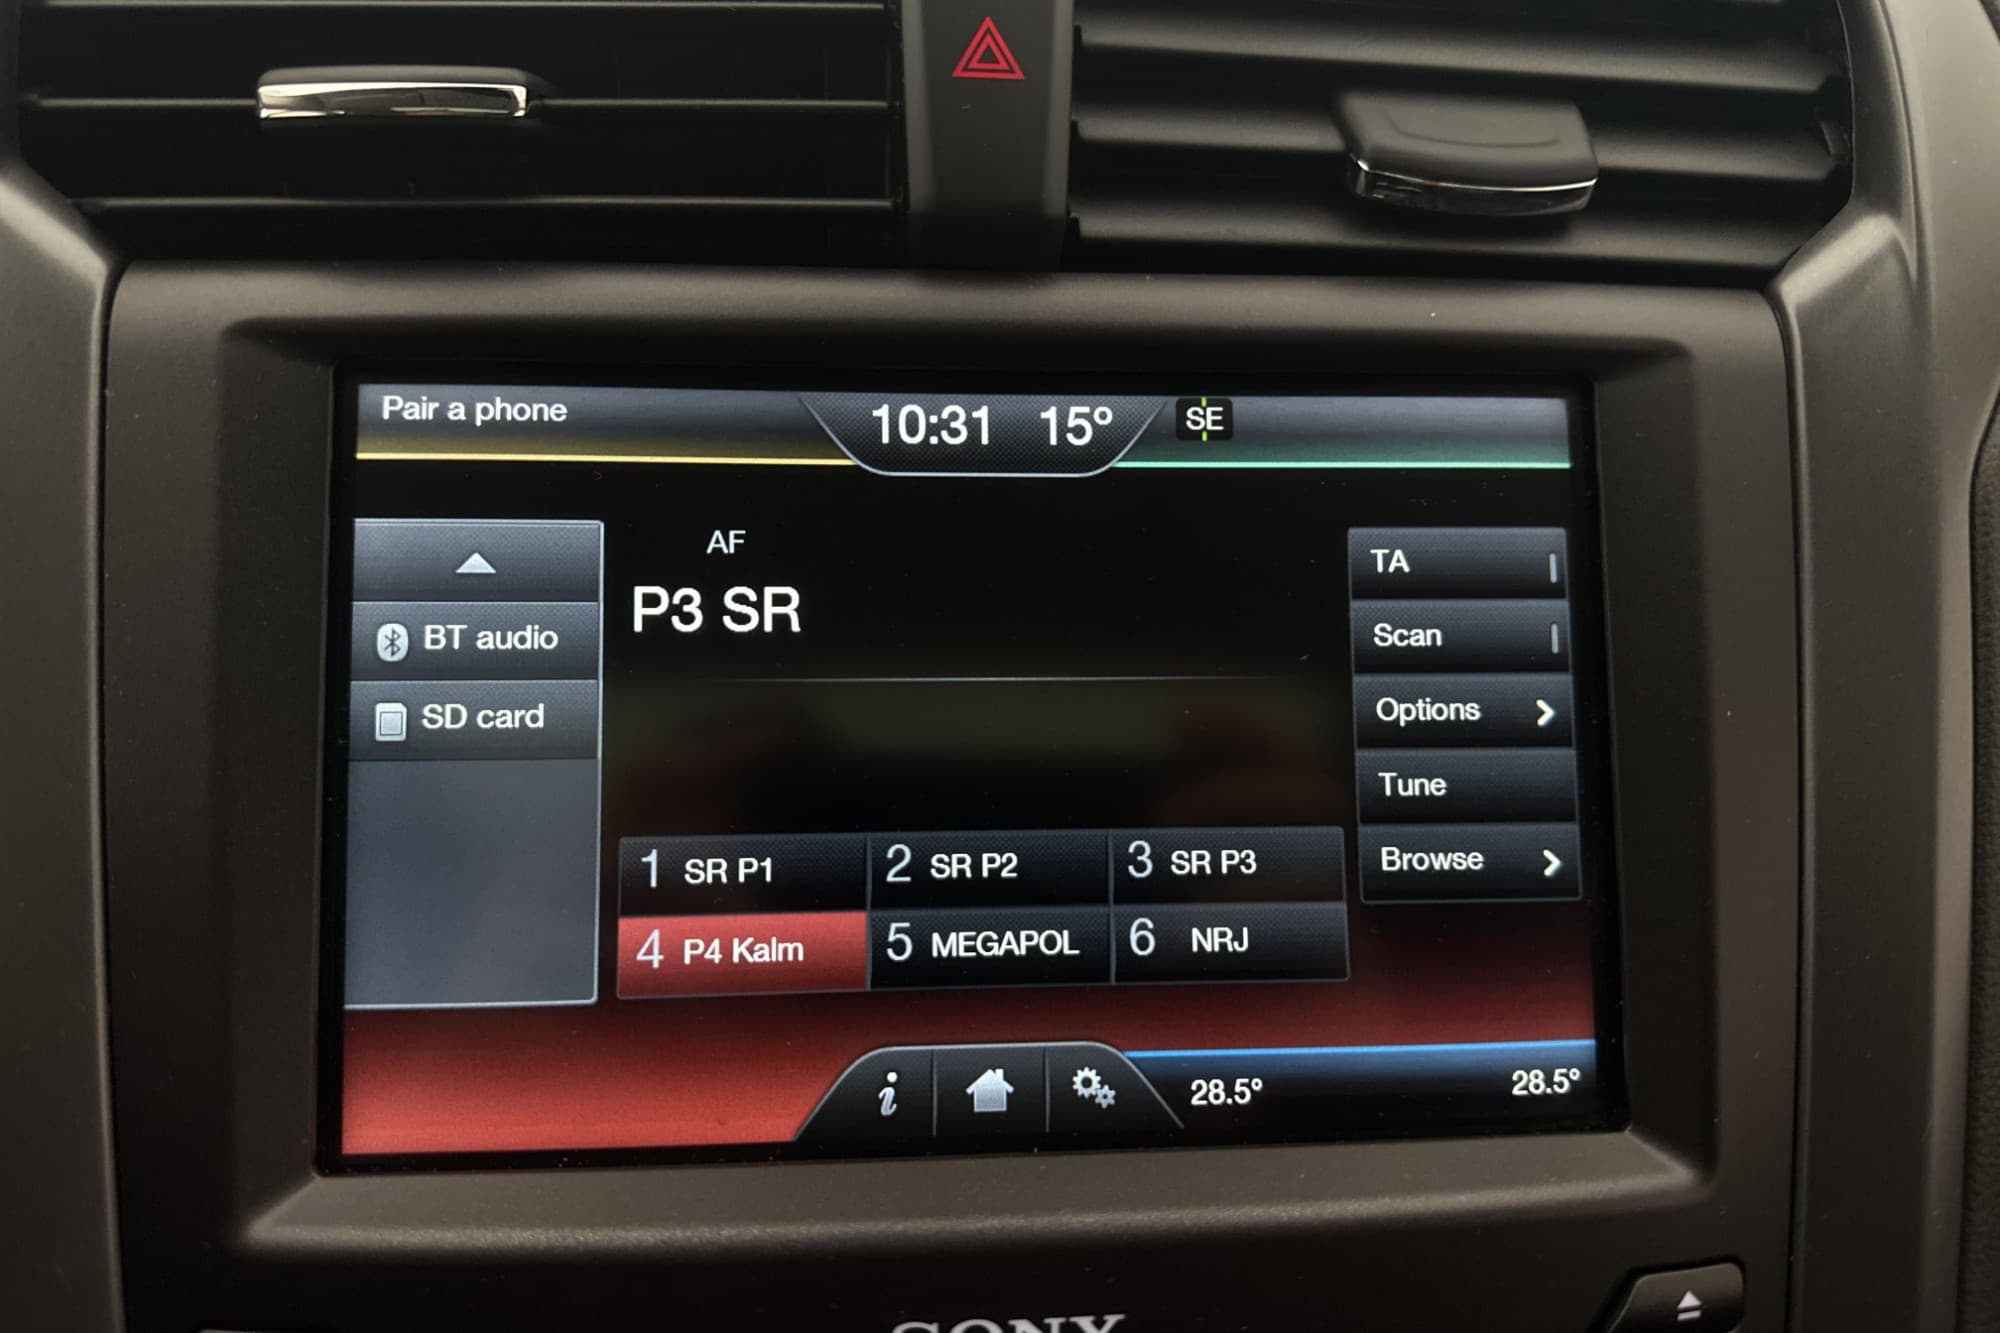 Pair a phone
10:31 15°
SE
BT audio
SD card
AF
P3 SR
TA
Scan
Options
Tune
Browse
1 SR P1
2 SR P2
3 SR P3
4 P4 Kalm
5 MEGAPOL
6 NRJ
i
28.5°
28.5°
SONY